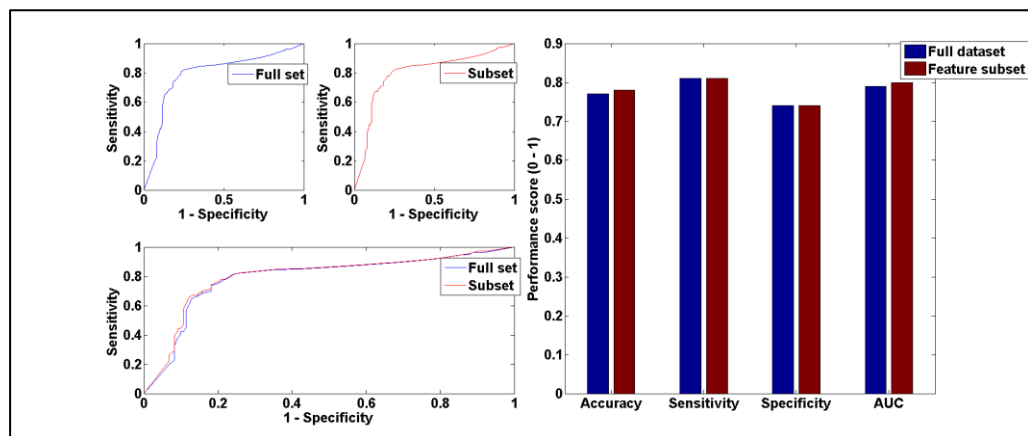 1
0.8
0.6
0.4
0.2
0
Sensitivity
Full set
0 0.5 1
1 - Specificity
1
0.8
0.6
0.4
0.2
0
Sensitivity
Subset
0 0.5 1
1 - Specificity
1
0.8
0.6
0.4
0.2
0
Sensitivity
Full set
Subset
0 0.2 0.4 0.6 0.8 1
1 - Specificity
0.9
0.8
0.7
0.6
0.5
0.4
0.3
0.2
0.1
0
Performance score (0 - 1)
Full dataset
Feature subset
Accuracy Sensitivity Specificity AUC